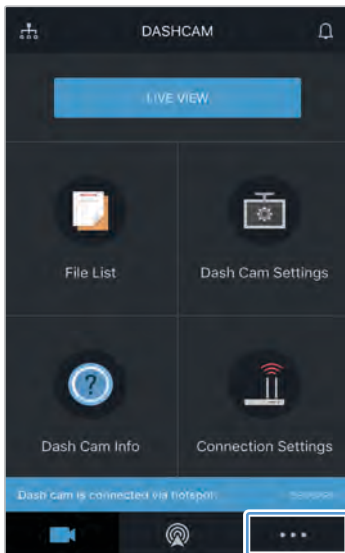 DASHCAM
LIVE VIEW
File List
Dash Cam Settings
Dash Cam Info
Connection Settings
Dash cam is connected via hotspot.